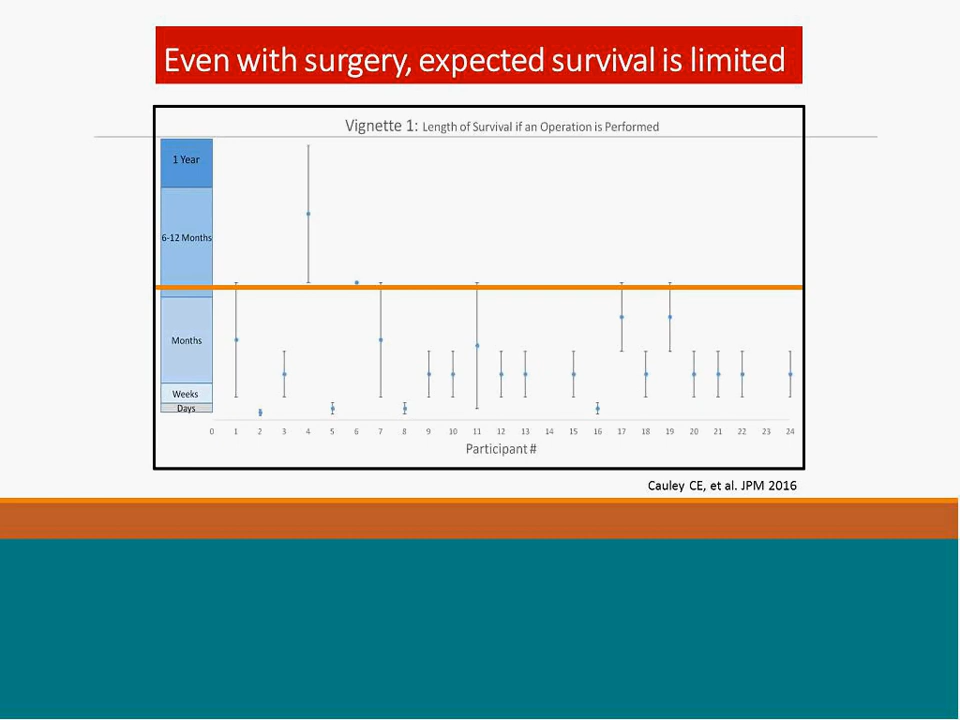 Even with surgery, expected survival is limited
Vignette 1: Length of Survival if an Operation is Performed
1 Year
6-12 Months
Months
Weeks
Days
0 1 2 3 4 5 6 7 8 9 10 11 12 13 14 15 16 17 18 19 20 21 22 23 24
Participant #
Cauley CE, et al. JPM 2016